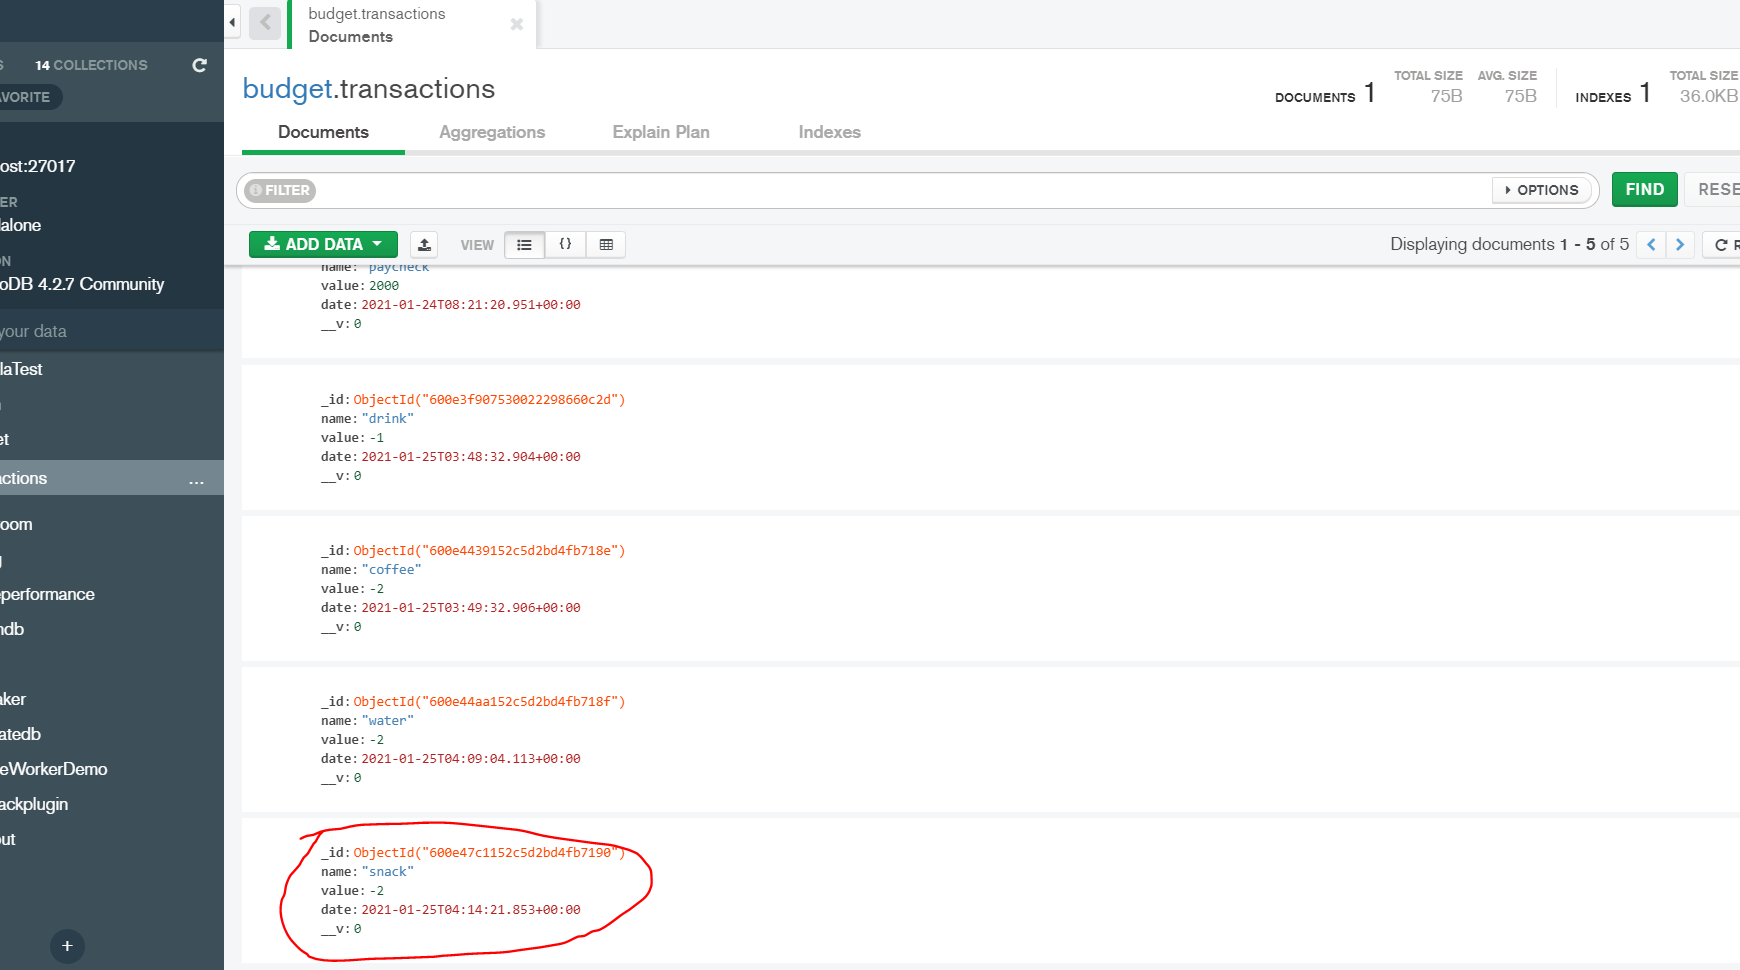 budget.transactions
Documents
S 14 COLLECTIONS
AVORITE
ost:27017
ER
lalone
ON
oDB 4.2.7 Community
your data
laTest
et
actions ...
oom
performance
ndb
aker
atedb
eWorkerDemo
ackplugin
out
+
budget.transactions
DOCUMENTS 1 TOTAL SIZE 75B AVG. SIZE 75B INDEXES 1 TOTAL SIZE 36.0KB
Documents Aggregations Explain Plan Indexes
FILTER OPTIONS FIND RESE
ADD DATA VIEW {} Displaying documents 1 - 5 of 5 R
name: "paycheck"
value: 2000
date: 2021-01-24T08:21:20.951+00:00
__v: 0
_id: ObjectId("600e3f907530022298660c2d")
name: "drink"
value: -1
date: 2021-01-25T03:48:32.904+00:00
__v: 0
_id: ObjectId("600e4439152c5d2bd4fb718e")
name: "coffee"
value: -2
date: 2021-01-25T03:49:32.906+00:00
__v: 0
_id: ObjectId("600e44aa152c5d2bd4fb718f")
name: "water"
value: -2
date: 2021-01-25T04:09:04.113+00:00
__v: 0
_id: ObjectId("600e47c1152c5d2bd4fb7190")
name: "snack"
value: -2
date: 2021-01-25T04:14:21.853+00:00
__v: 0